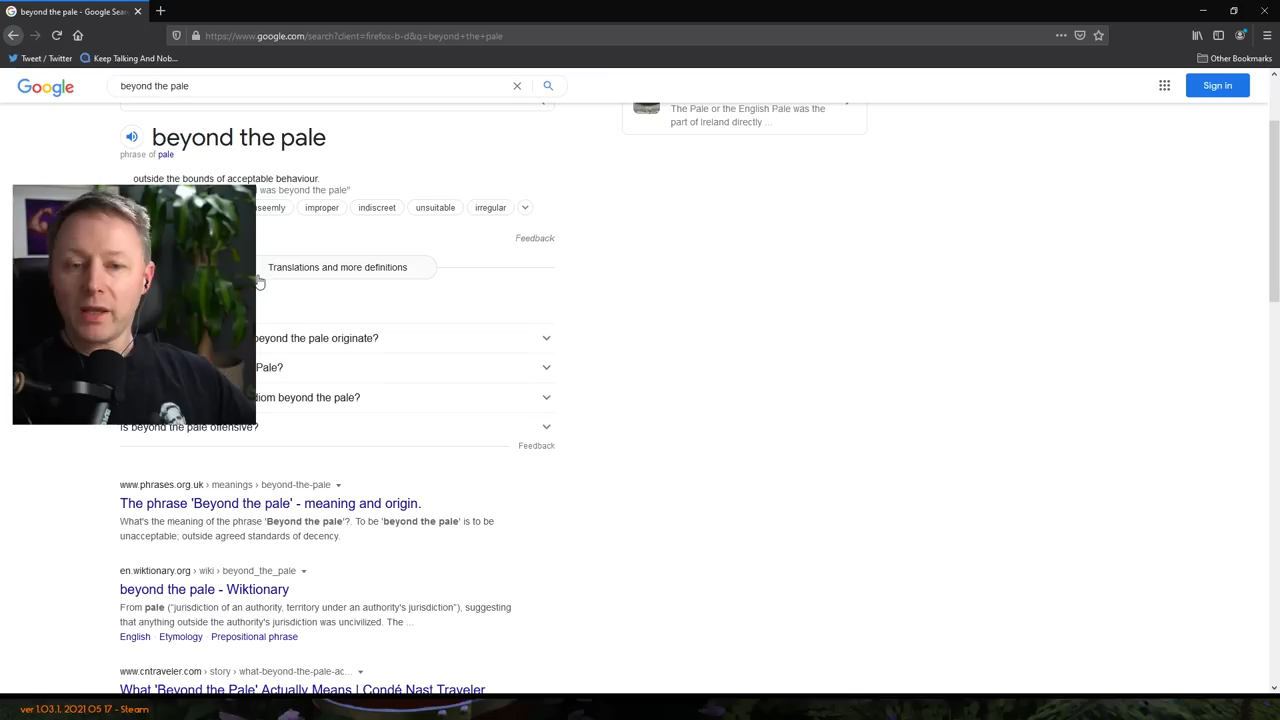 beyond the pale - Google Sear
https://www.google.com/search?client=firefox-b-d&q=beyond+the+pale
Tweet / Twitter
Keep Talking And Nob...
Other Bookmarks
Google
beyond the pale
Sign in
The Pale or the English Pale was the
part of Ireland directly ...
beyond the pale
phrase of pale
outside the bounds of acceptable behaviour.
was beyond the pale"
seemly
improper
indiscreet
unsuitable
irregular
Feedback
Translations and more definitions
beyond the pale originate?
Pale?
idiom beyond the pale?
Is beyond the pale offensive?
Feedback
www.phrases.org.uk › meanings › beyond-the-pale
The phrase 'Beyond the pale' - meaning and origin.
What's the meaning of the phrase 'Beyond the pale'?. To be 'beyond the pale' is to be
unacceptable; outside agreed standards of decency.
en.wiktionary.org › wiki › beyond_the_pale
beyond the pale - Wiktionary
From pale (“jurisdiction of an authority, territory under an authority's jurisdiction”), suggesting
that anything outside the authority's jurisdiction was uncivilized. The ...
English · Etymology · Prepositional phrase
www.cntraveler.com › story › what-beyond-the-pale-ac...
What 'Beyond the Pale' Actually Means | Condé Nast Traveler
ver 1.03.1, 2021 05 17 - Steam